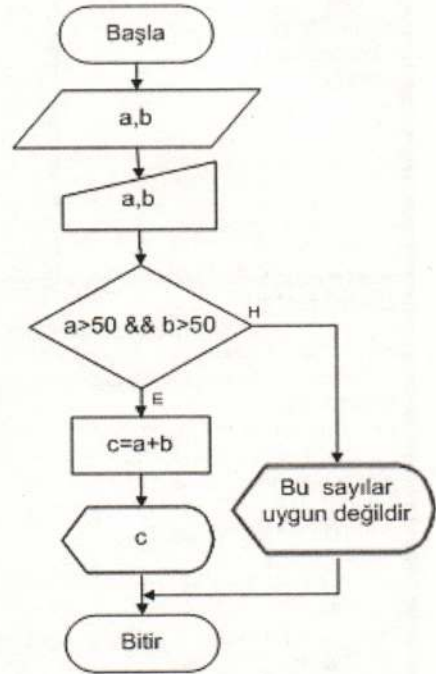 Başla
a,b
a,b
a>50 && b>50
H
E
c=a+b
Bu sayılar
uygun değildir
c
Bitir